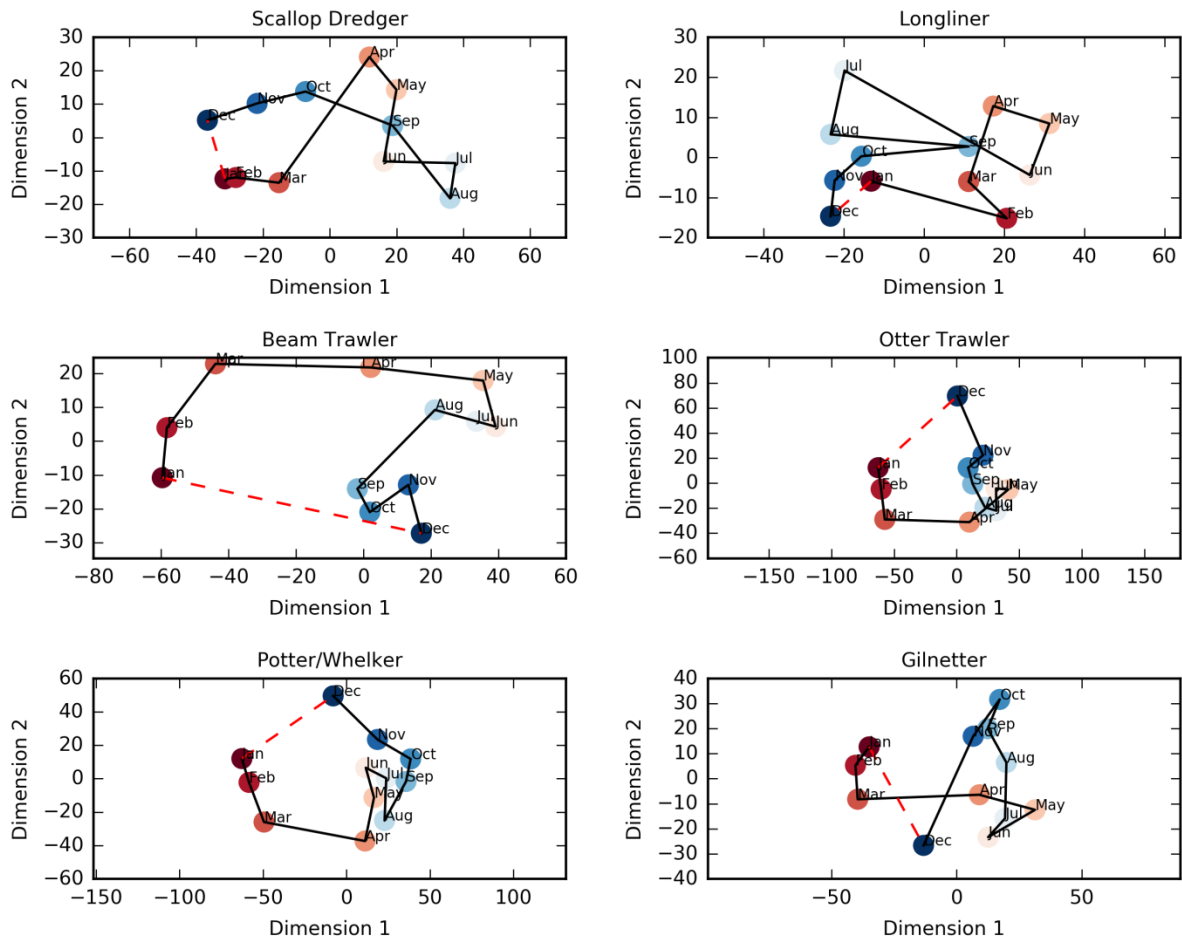 Scallop Dredger
30
20
10
0
−10
−20
−30
−60
−40
−20
0
20
40
60
Dimension 2
Dimension 1
Jan
Feb
Mar
Apr
May
Jun
Jul
Aug
Sep
Oct
Nov
Dec
Longliner
30
20
10
0
−10
−20
−40
−20
0
20
40
60
Dimension 2
Dimension 1
Jan
Feb
Mar
Apr
May
Jun
Jul
Aug
Sep
Oct
Nov
Dec
Beam Trawler
20
10
0
−10
−20
−30
−80
−60
−40
−20
0
20
40
60
Dimension 2
Dimension 1
Jan
Feb
Mar
Apr
May
Jun
Jul
Aug
Sep
Oct
Nov
Dec
Otter Trawler
100
80
60
40
20
0
−20
−40
−60
−150
−100
−50
0
50
100
150
Dimension 2
Dimension 1
Jan
Feb
Mar
Apr
May
Jun
Jul
Aug
Sep
Oct
Nov
Dec
Potter/Whelker
60
40
20
0
−20
−40
−60
−150
−100
−50
0
50
100
Dimension 2
Dimension 1
Jan
Feb
Mar
Apr
May
Jun
Jul
Aug
Sep
Oct
Nov
Dec
Gilnetter
40
30
20
10
0
−10
−20
−30
−40
−50
0
50
Dimension 2
Dimension 1
Jan
Feb
Mar
Apr
May
Jun
Jul
Aug
Sep
Oct
Nov
Dec